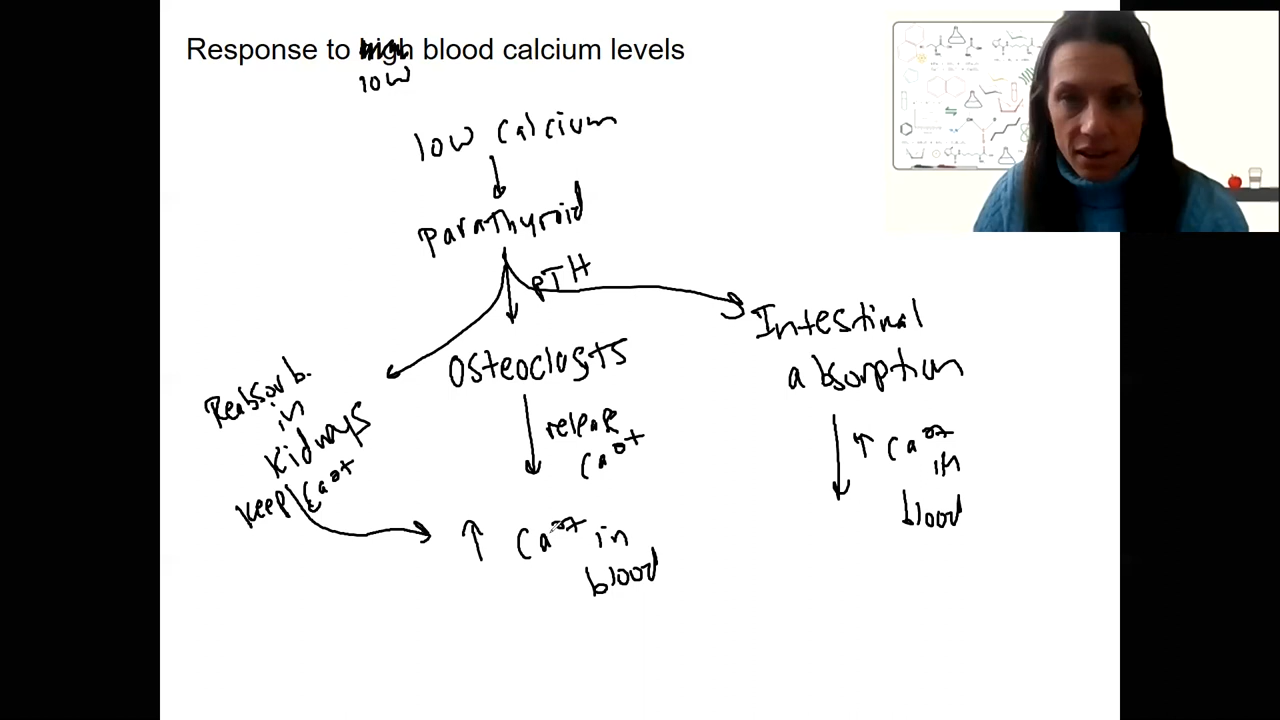 Response to high blood calcium levels
low
low calcium
parathyroid
PTH
Reabsorb.
in
kidneys
keep Ca2+
Osteoclasts
release
Ca2+
↑ Ca2+ in
blood
Intestinal
absorption
↑ Ca2+
in
blood